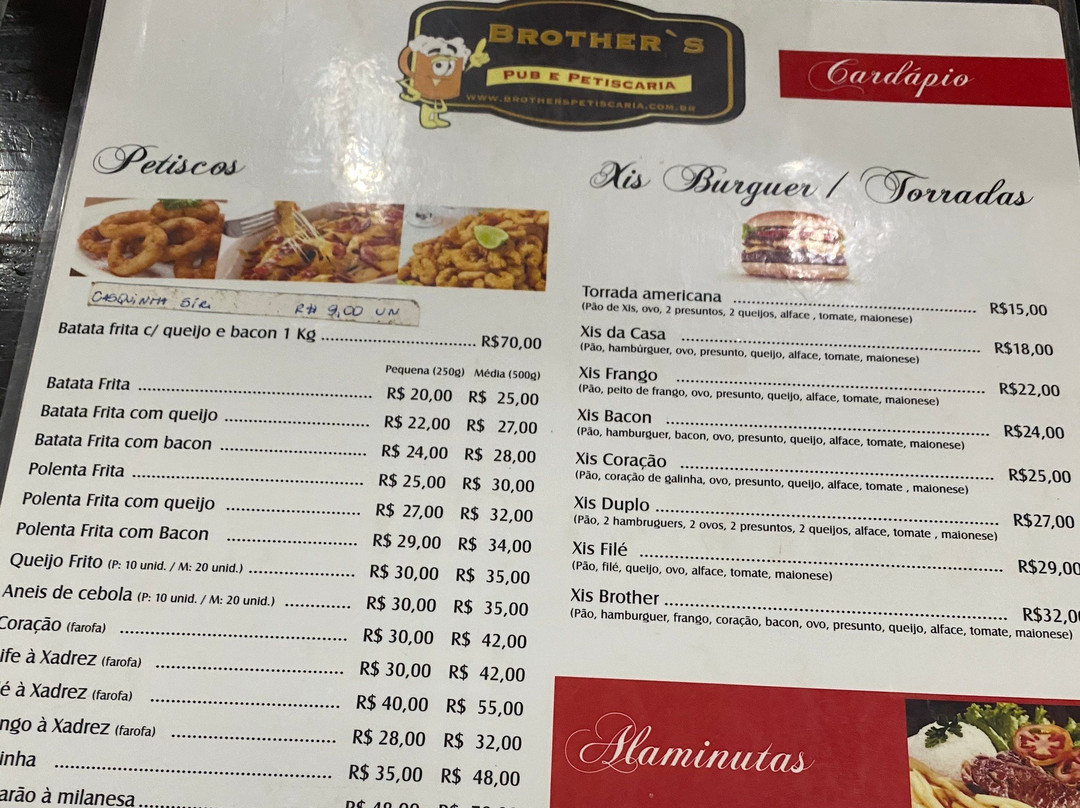 BROTHER`S
PUB E PETISCARIA
WWW.BROTHERSPETISCARIA.COM.BR
Cardápio
Petiscos
CASQUINHA SIRI R$ 9,00 UN
Batata frita c/ queijo e bacon 1 Kg R$70,00
Pequena (250g) Média (500g)
Batata Frita R$ 20,00 R$ 25,00
Batata Frita com queijo R$ 22,00 R$ 27,00
Batata Frita com bacon R$ 24,00 R$ 28,00
Polenta Frita R$ 25,00 R$ 30,00
Polenta Frita com queijo R$ 27,00 R$ 32,00
Polenta Frita com Bacon R$ 29,00 R$ 34,00
Queijo Frito (P: 10 unid. / M: 20 unid.) R$ 30,00 R$ 35,00
Aneis de cebola (P: 10 unid. / M: 20 unid.) R$ 30,00 R$ 35,00
Coração (farofa) R$ 30,00 R$ 42,00
ife à Xadrez (farofa) R$ 30,00 R$ 42,00
é à Xadrez (farofa) R$ 40,00 R$ 55,00
ngo à Xadrez (farofa) R$ 28,00 R$ 32,00
inha R$ 35,00 R$ 48,00
arão à milanesa
Xis Burguer / Torradas
Torrada americana R$15,00
(Pão de Xis, ovo, 2 presuntos, 2 queijos, alface , tomate, maionese)
Xis da Casa R$18,00
(Pão, hambúrguer, ovo, presunto, queijo, alface, tomate, maionese)
Xis Frango R$22,00
(Pão, peito de frango, ovo, presunto, queijo, alface, tomate, maionese)
Xis Bacon R$24,00
(Pão, hamburguer, bacon, ovo, presunto, queijo, alface, tomate, maionese)
Xis Coração R$25,00
(Pão, coração de galinha, ovo, presunto, queijo, alface, tomate , maionese)
Xis Duplo R$27,00
(Pão, 2 hambruguers, 2 ovos, 2 presuntos, 2 queijos, alface, tomate , maionese)
Xis Filé R$29,00
(Pão, filé, queijo, ovo, alface, tomate, maionese)
Xis Brother R$32,0
(Pão, hamburguer, frango, coração, bacon, ovo, presunto, queijo, alface, tomate, maionese)
Alaminutas